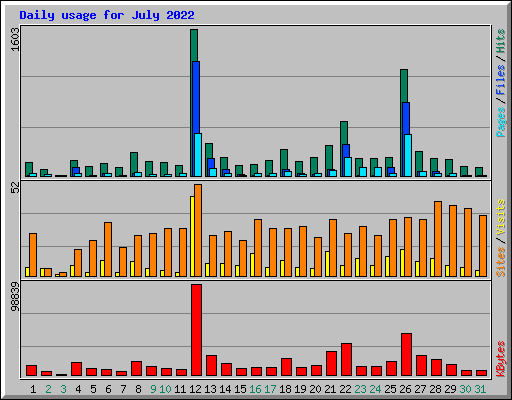 Daily usage for July 2022
1603
52
98839
Pages / Files / Hits
Sites / Visits
KBytes
1 2 3 4 5 6 7 8 9 10 11 12 13 14 15 16 17 18 19 20 21 22 23 24 25 26 27 28 29 30 31